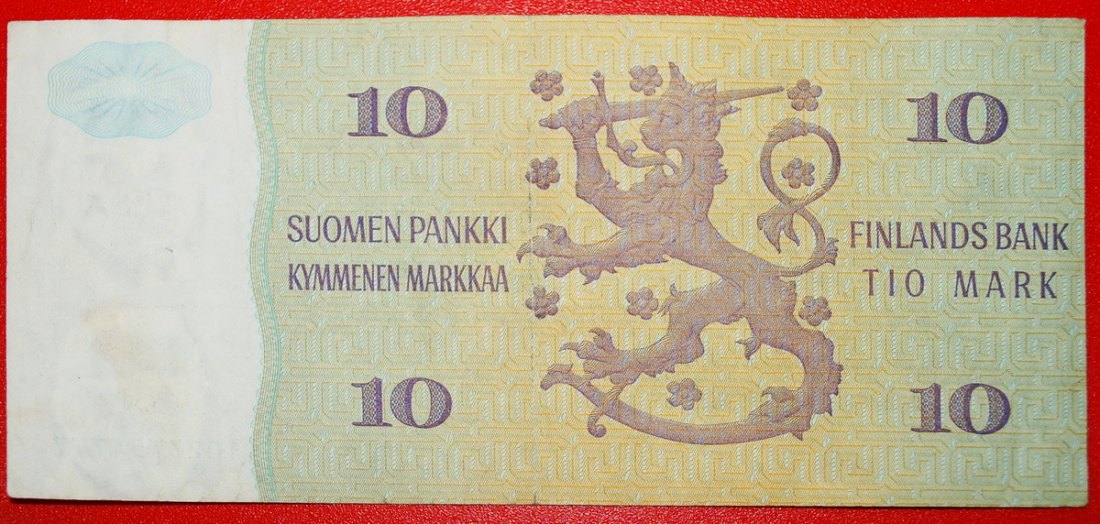 10 10
SUOMEN PANKKI FINLANDS BANK
KYMMENEN MARKKAA TIO MARK
10 10